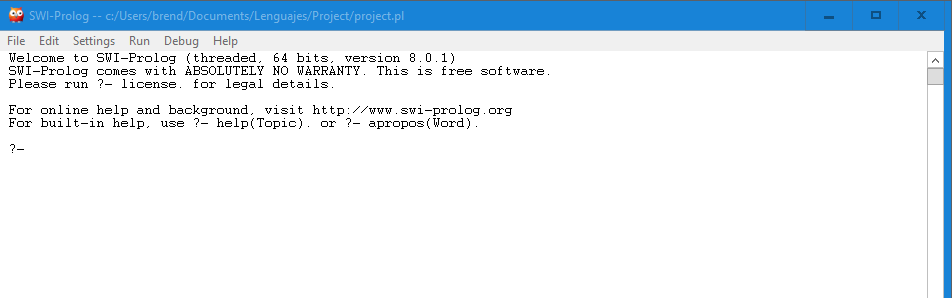 SWI-Prolog -- c:/Users/brend/Documents/Lenguajes/Project/project.pl
File Edit Settings Run Debug Help
Welcome to SWI-Prolog (threaded, 64 bits, version 8.0.1)
SWI-Prolog comes with ABSOLUTELY NO WARRANTY. This is free software.
Please run ?- license. for legal details.
For online help and background, visit http://www.swi-prolog.org
For built-in help, use ?- help(Topic). or ?- apropos(Word).
?-